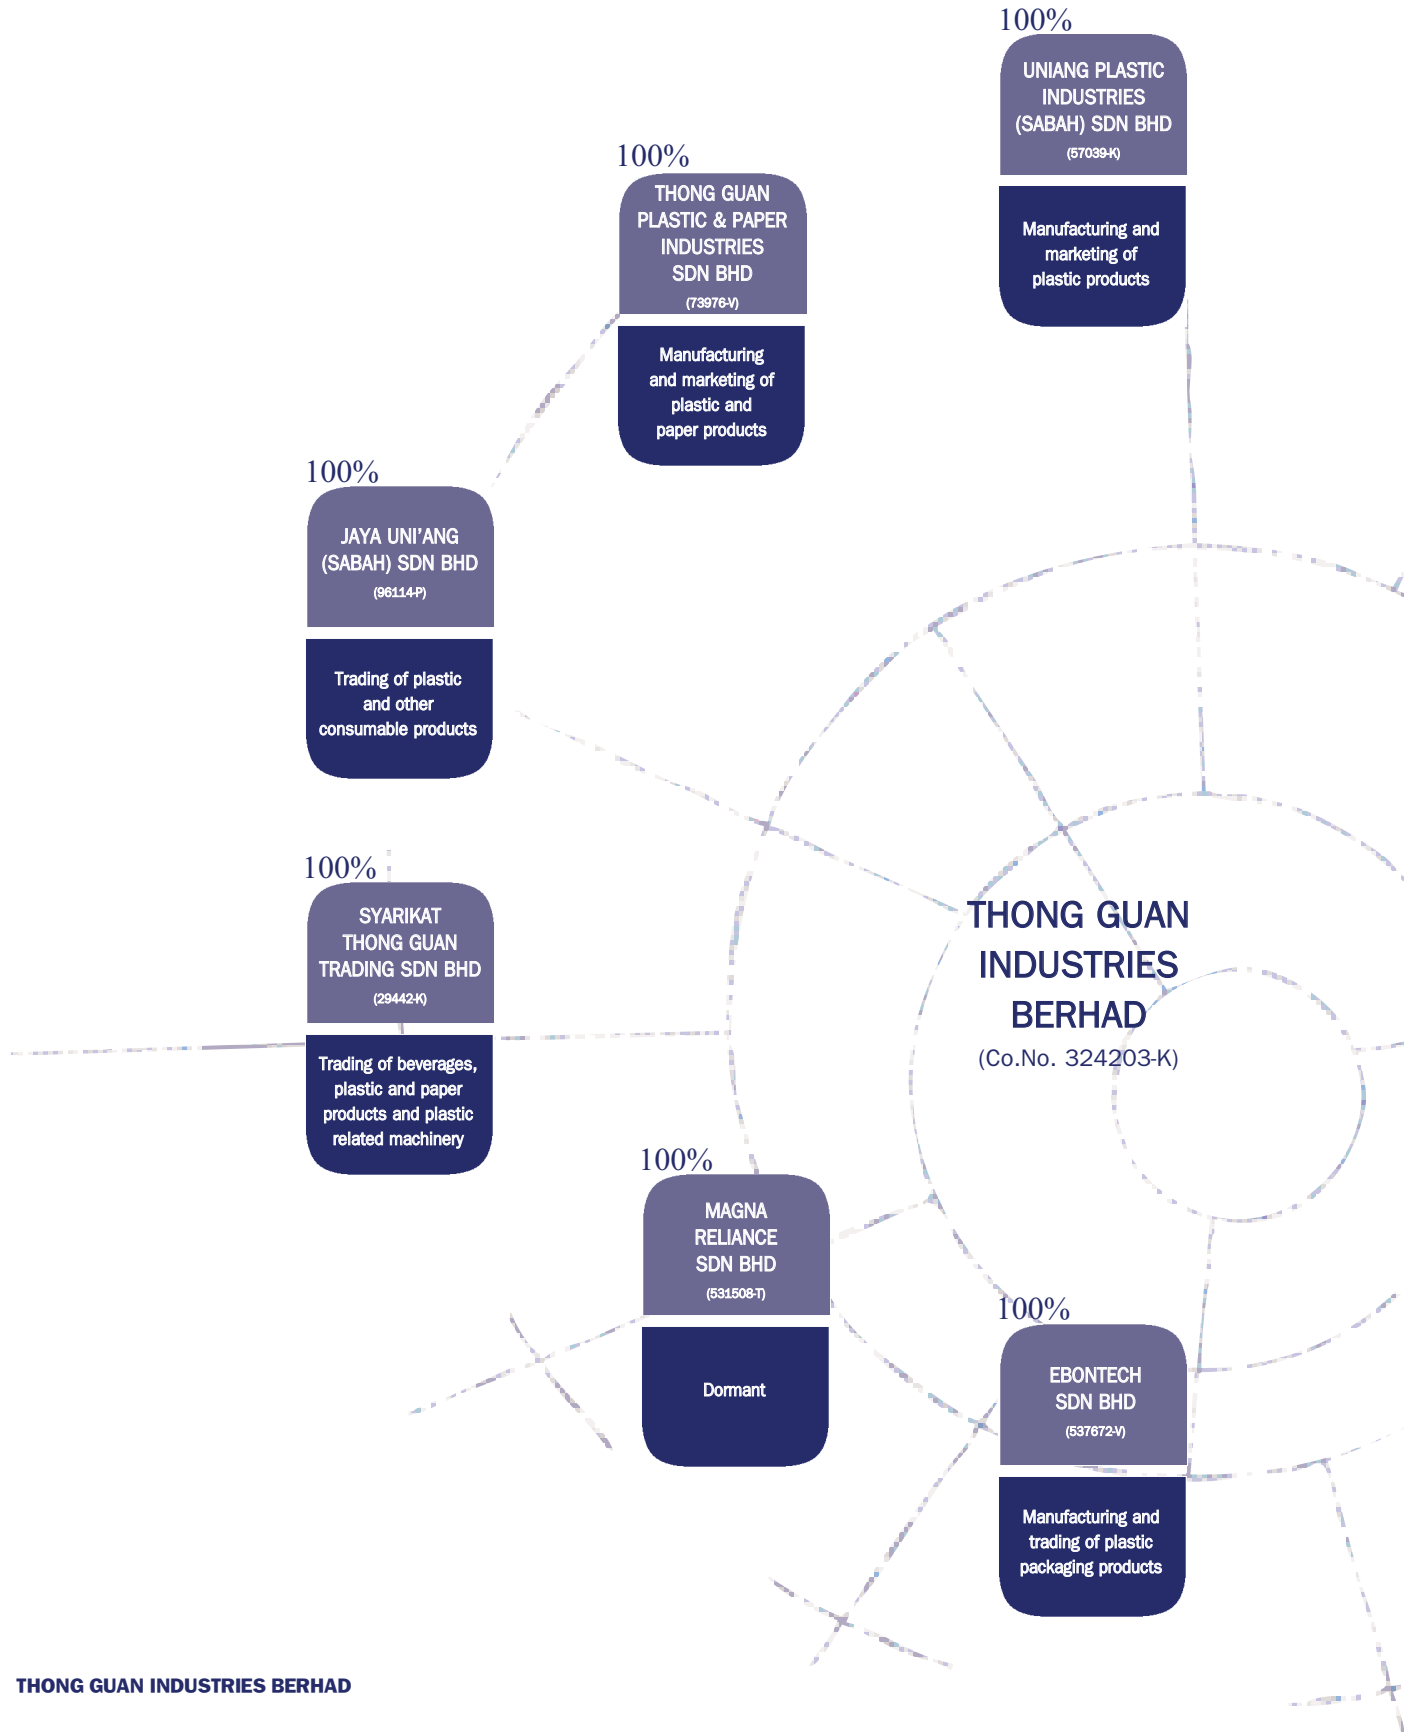 100%
UNIANG PLASTIC
INDUSTRIES
(SABAH) SDN BHD
(57039-K)
Manufacturing and
marketing of
plastic products
100%
THONG GUAN
PLASTIC & PAPER
INDUSTRIES
SDN BHD
(73976-V)
Manufacturing
and marketing of
plastic and
paper products
100%
JAYA UNI’ANG
(SABAH) SDN BHD
(96114-P)
Trading of plastic
and other
consumable products
100%
SYARIKAT
THONG GUAN
TRADING SDN BHD
(29442-K)
Trading of beverages,
plastic and paper
products and plastic
related machinery
THONG GUAN
INDUSTRIES
BERHAD
(Co.No. 324203-K)
100%
MAGNA
RELIANCE
SDN BHD
(531508-T)
Dormant
100%
EBONTECH
SDN BHD
(537672-V)
Manufacturing and
trading of plastic
packaging products
THONG GUAN INDUSTRIES BERHAD